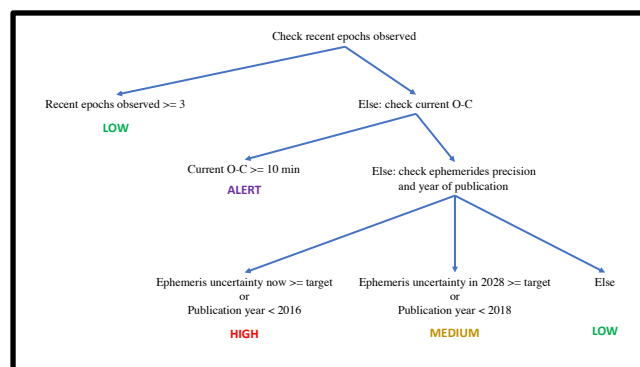 Check recent epochs observed
Recent epochs observed >= 3
LOW
Else: check current O-C
Current O-C >= 10 min
ALERT
Else: check ephemerides precision
and year of publication
Ephemeris uncertainty now >= target
or
Publication year < 2016
HIGH
Ephemeris uncertainty in 2028 >= target
or
Publication year < 2018
MEDIUM
Else
LOW